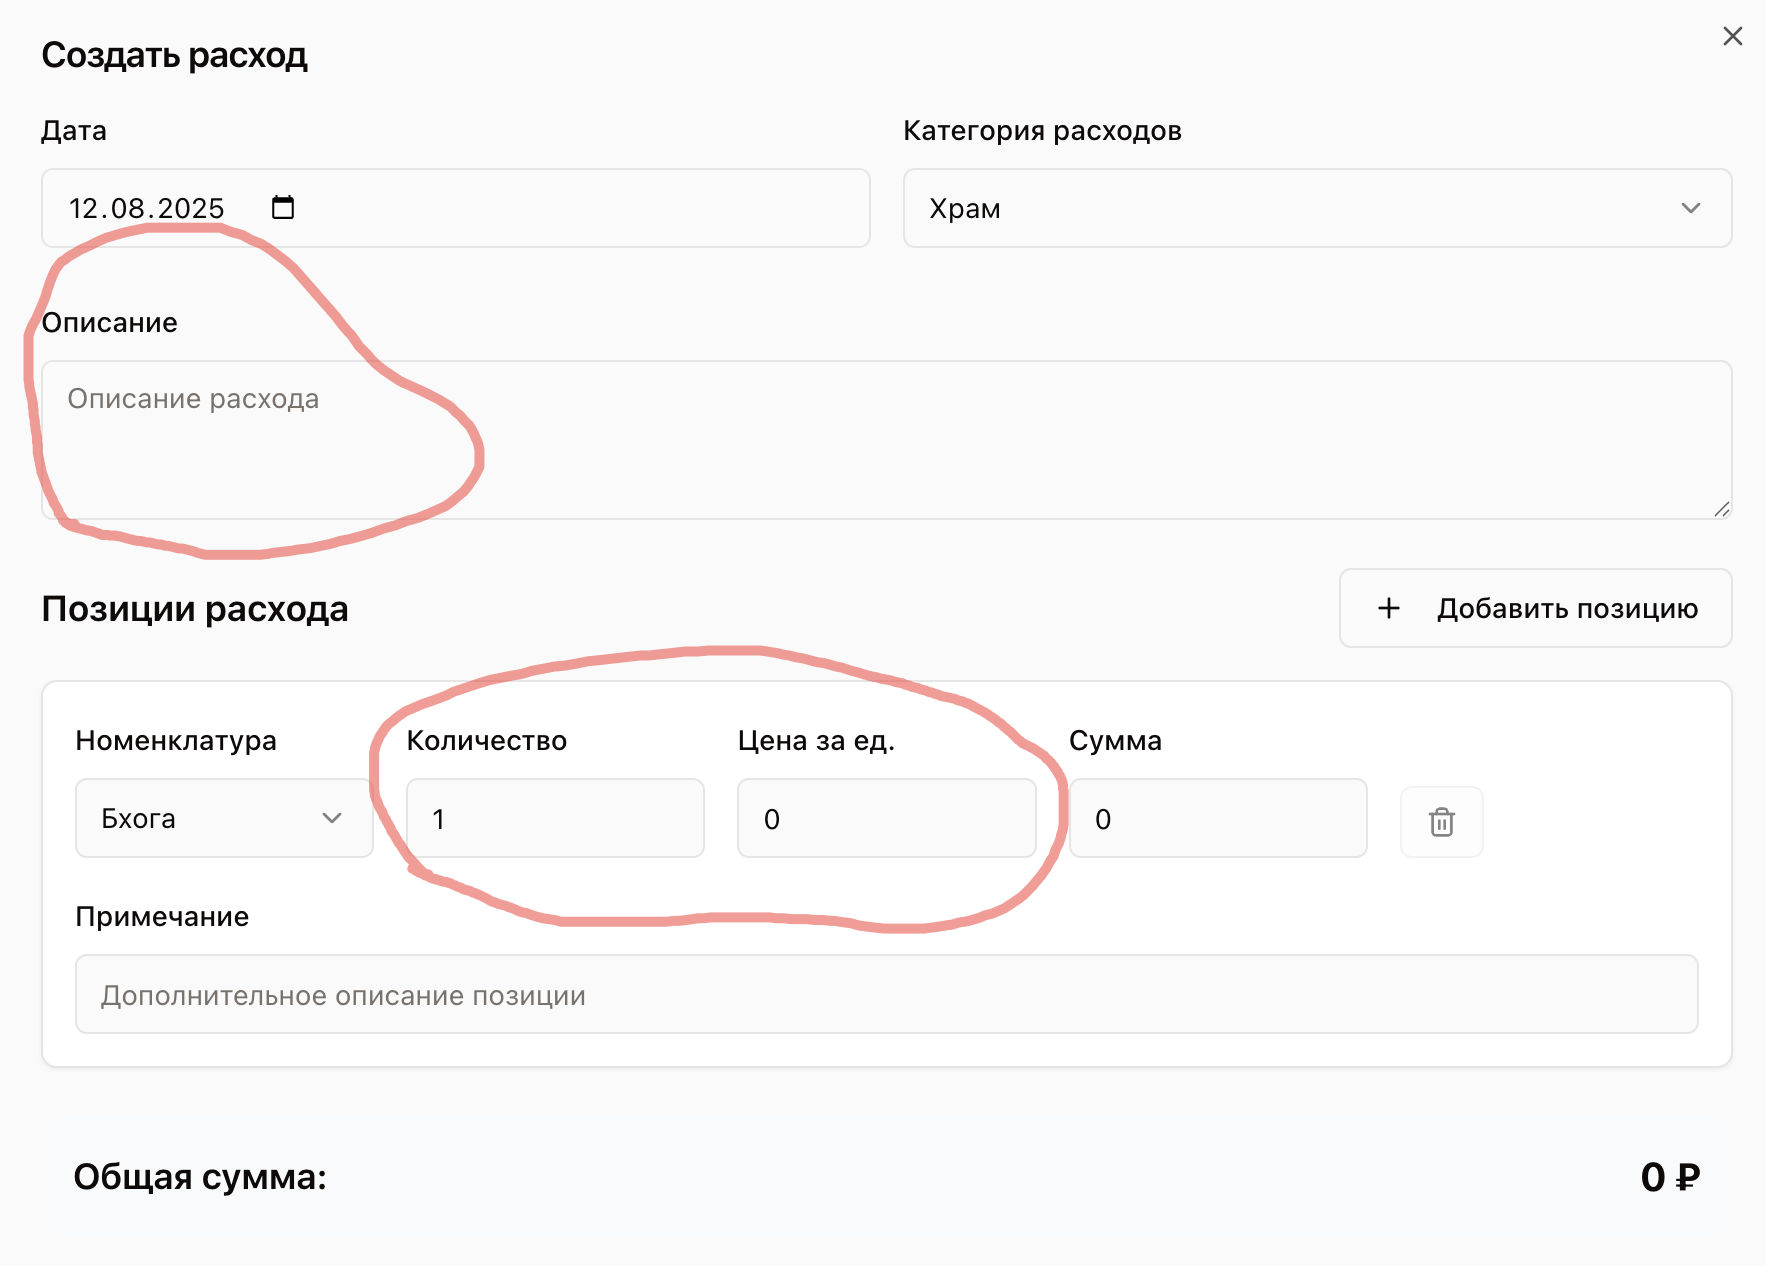 Создать расход
Дата
Категория расходов
12.08.2025
Храм
Описание
Описание расхода
Позиции расхода
+ Добавить позицию
Номенклатура
Количество
Цена за ед.
Сумма
Бхога
1
0
0
Примечание
Дополнительное описание позиции
Общая сумма:
0 ₽